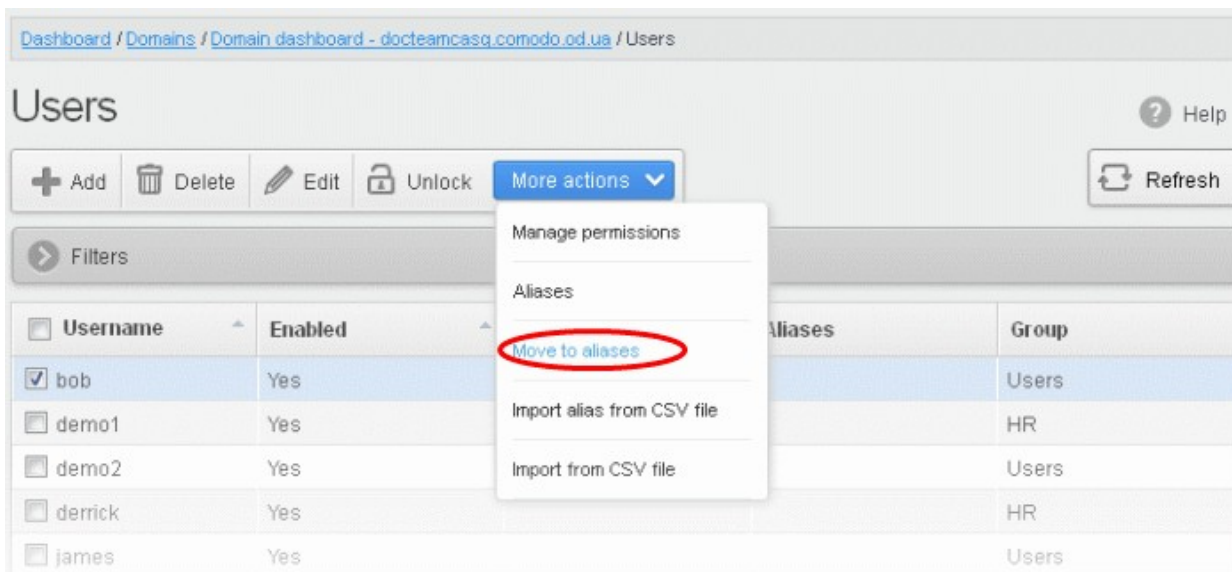 Dashboard / Domains / Domain dashboard - docteamcasg.comodo.od.ua / Users
Users
Help
Add Delete Edit Unlock More actions
Refresh
Manage permissions
Filters
Aliases
Username Enabled Aliases Group
Move to aliases
bob Yes Users
Import alias from CSV file
demo1 Yes HR
demo2 Yes Users
Import from CSV file
derrick Yes HR
james Yes Users